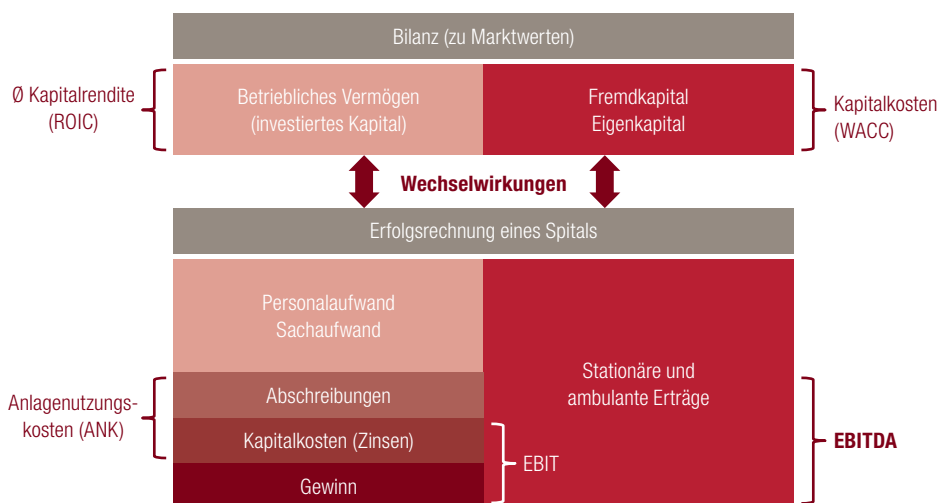 Bilanz (zu Marktwerten)
Ø Kapitalrendite
(ROIC)
Betriebliches Vermögen
(investiertes Kapital)
Fremdkapital
Eigenkapital
Kapitalkosten
(WACC)
Wechselwirkungen
Erfolgsrechnung eines Spitals
Personalaufwand
Sachaufwand
Stationäre und
ambulante Erträge
Anlagenutzungs-
kosten (ANK)
Abschreibungen
Kapitalkosten (Zinsen)
Gewinn
EBIT
EBITDA